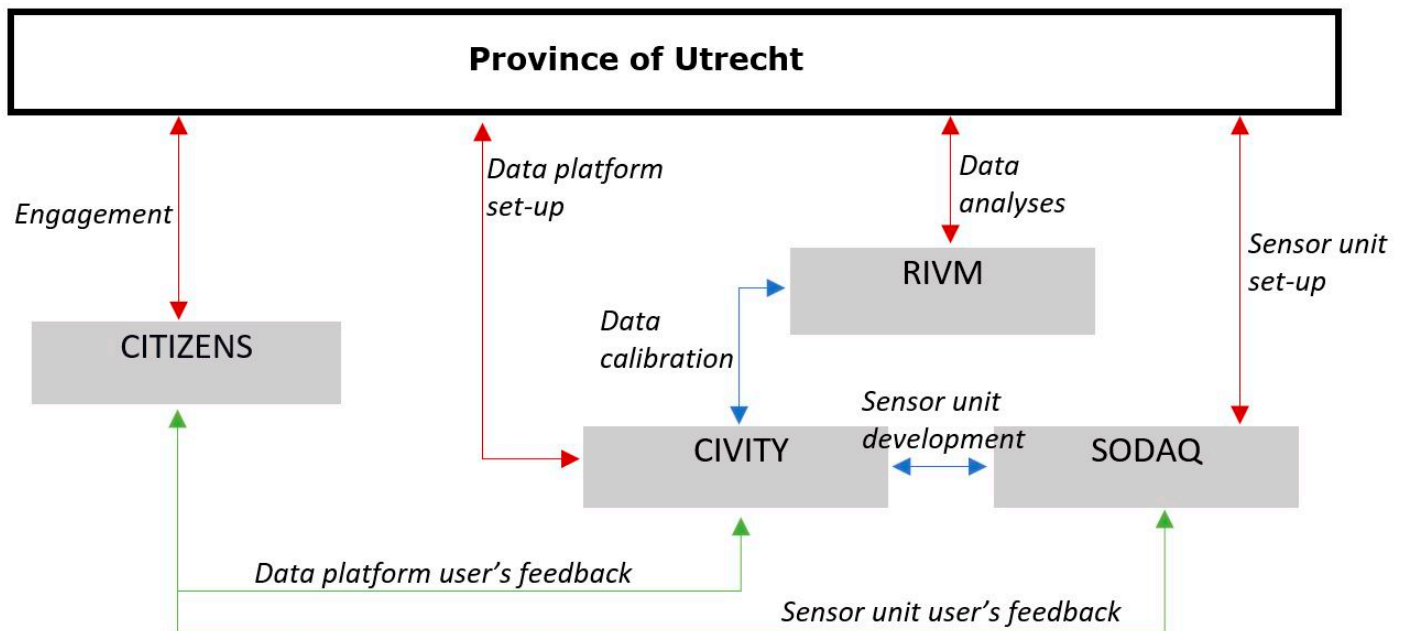 Province of Utrecht
Data platform
set-up
Data
analyses
Engagement
Sensor unit
set-up
RIVM
CITIZENS
Data
calibration
Sensor unit
development
CIVITY
SODAQ
Data platform user’s feedback
Sensor unit user’s feedback